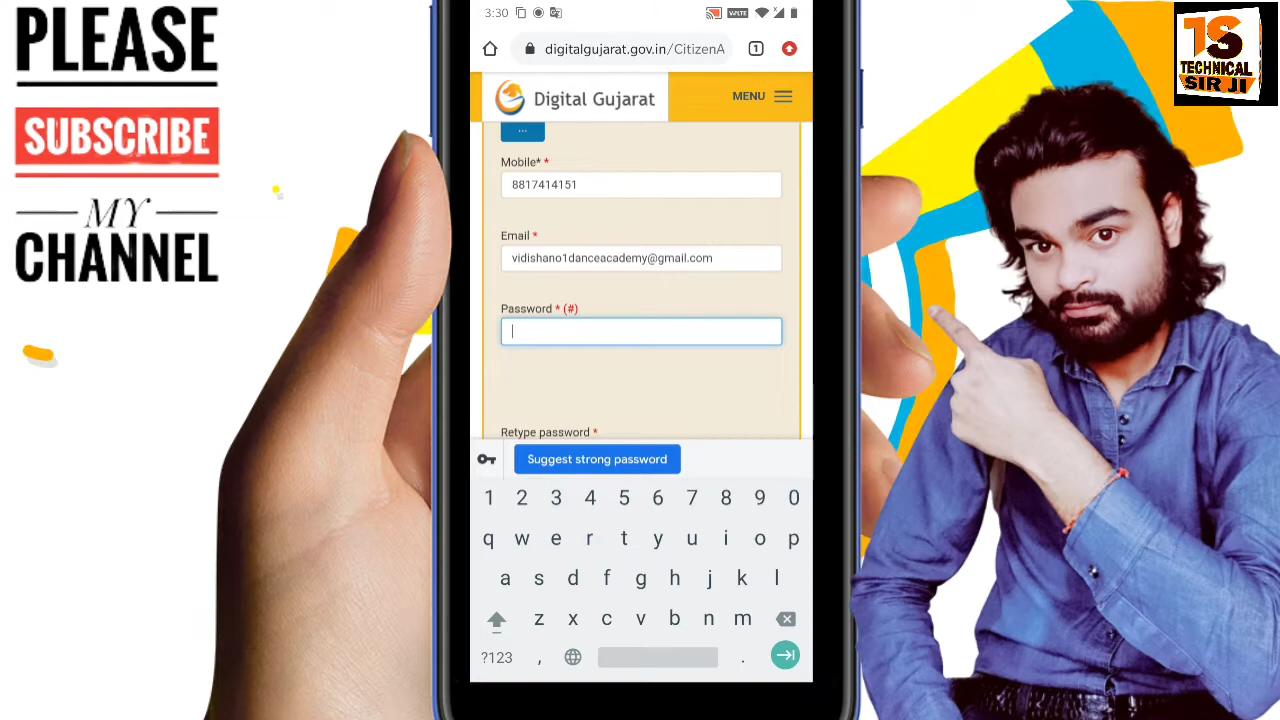 PLEASE
SUBSCRIBE
MY
CHANNEL
3:30
VoLTE
digitalgujarat.gov.in/CitizenA
1
Digital Gujarat
MENU
...
Mobile* *
8817414151
Email *
vidishano1danceacademy@gmail.com
Password * (#)
Retype password *
Suggest strong password
1 2 3 4 5 6 7 8 9 0
q w e r t y u i o p
a s d f g h j k l
z x c v b n m
?123 , .
1S
TECHNICAL
SIR JI